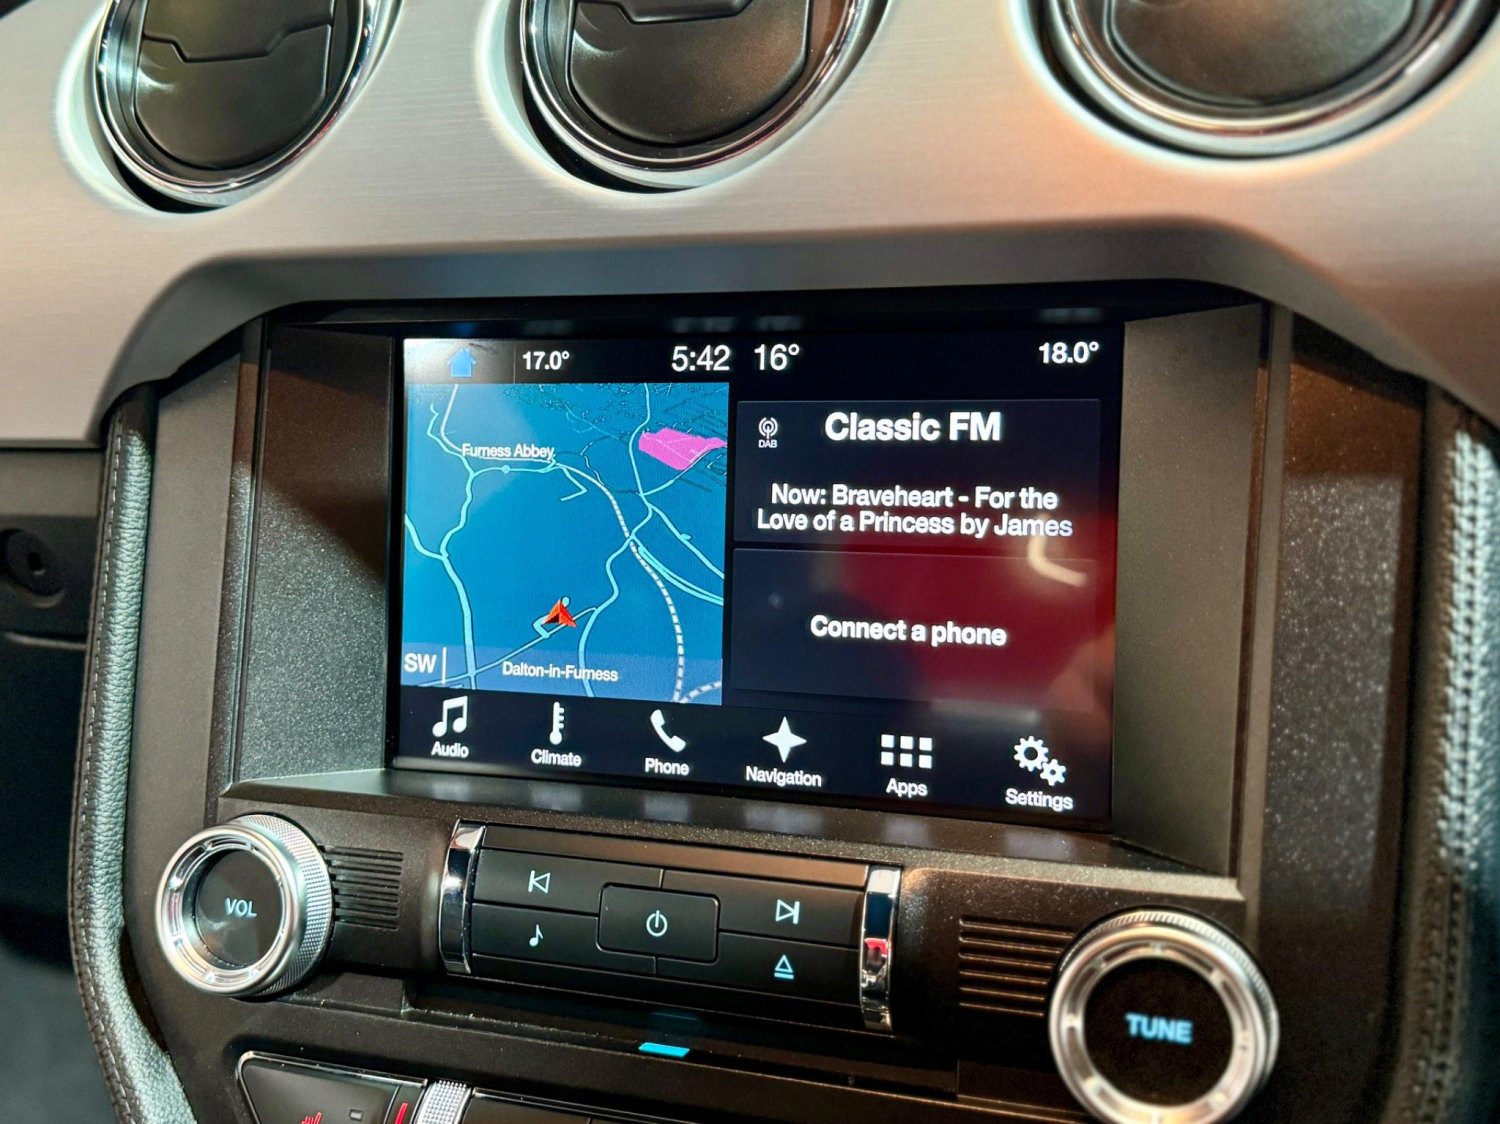 17.0°
5:42
16°
18.0°
Furness Abbey
DAB
Classic FM
Now: Braveheart - For the
Love of a Princess by James
Connect a phone
SW
Dalton-in-Furness
Audio
Climate
Phone
Navigation
Apps
Settings
VOL
TUNE